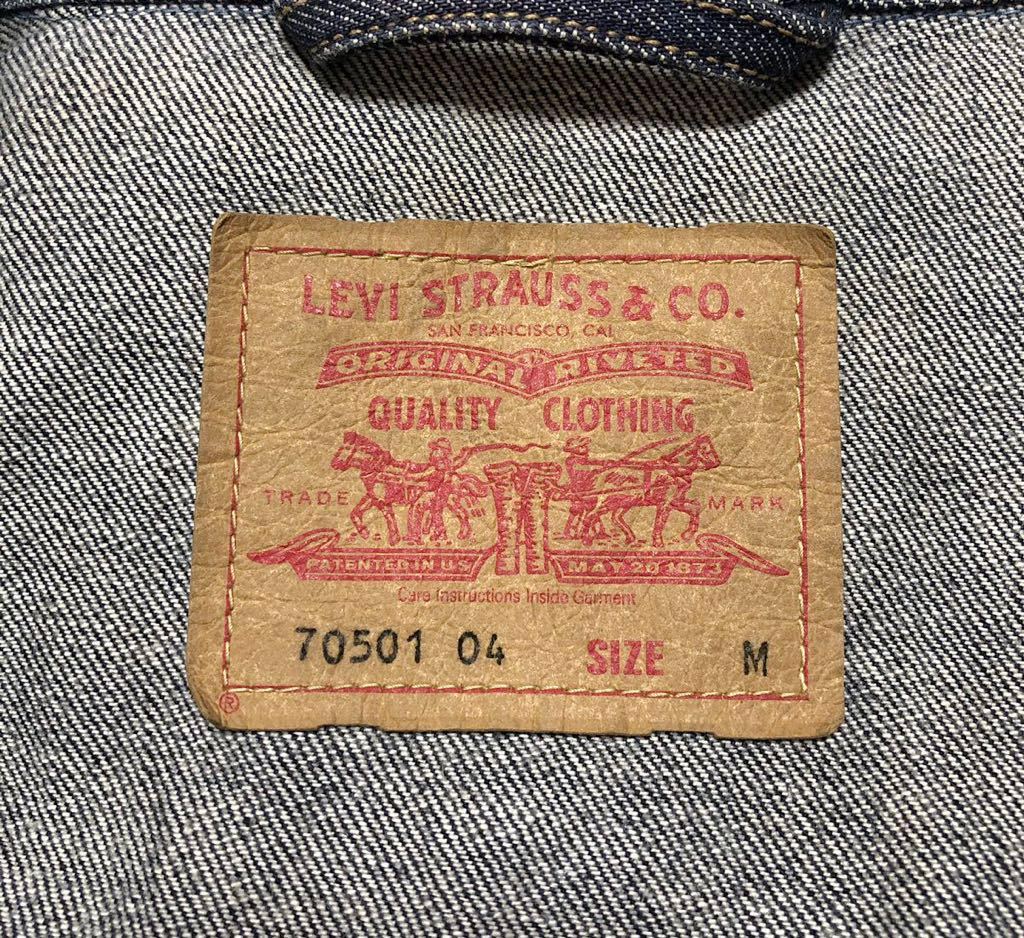 LEVI STRAUSS & CO.
SAN FRANCISCO, CAL
ORIGINAL RIVETED
QUALITY CLOTHING
TRADE MARK
PATENTED IN U.S. MAY 20 1873
Care Instructions Inside Garment
70501 04 SIZE M
®